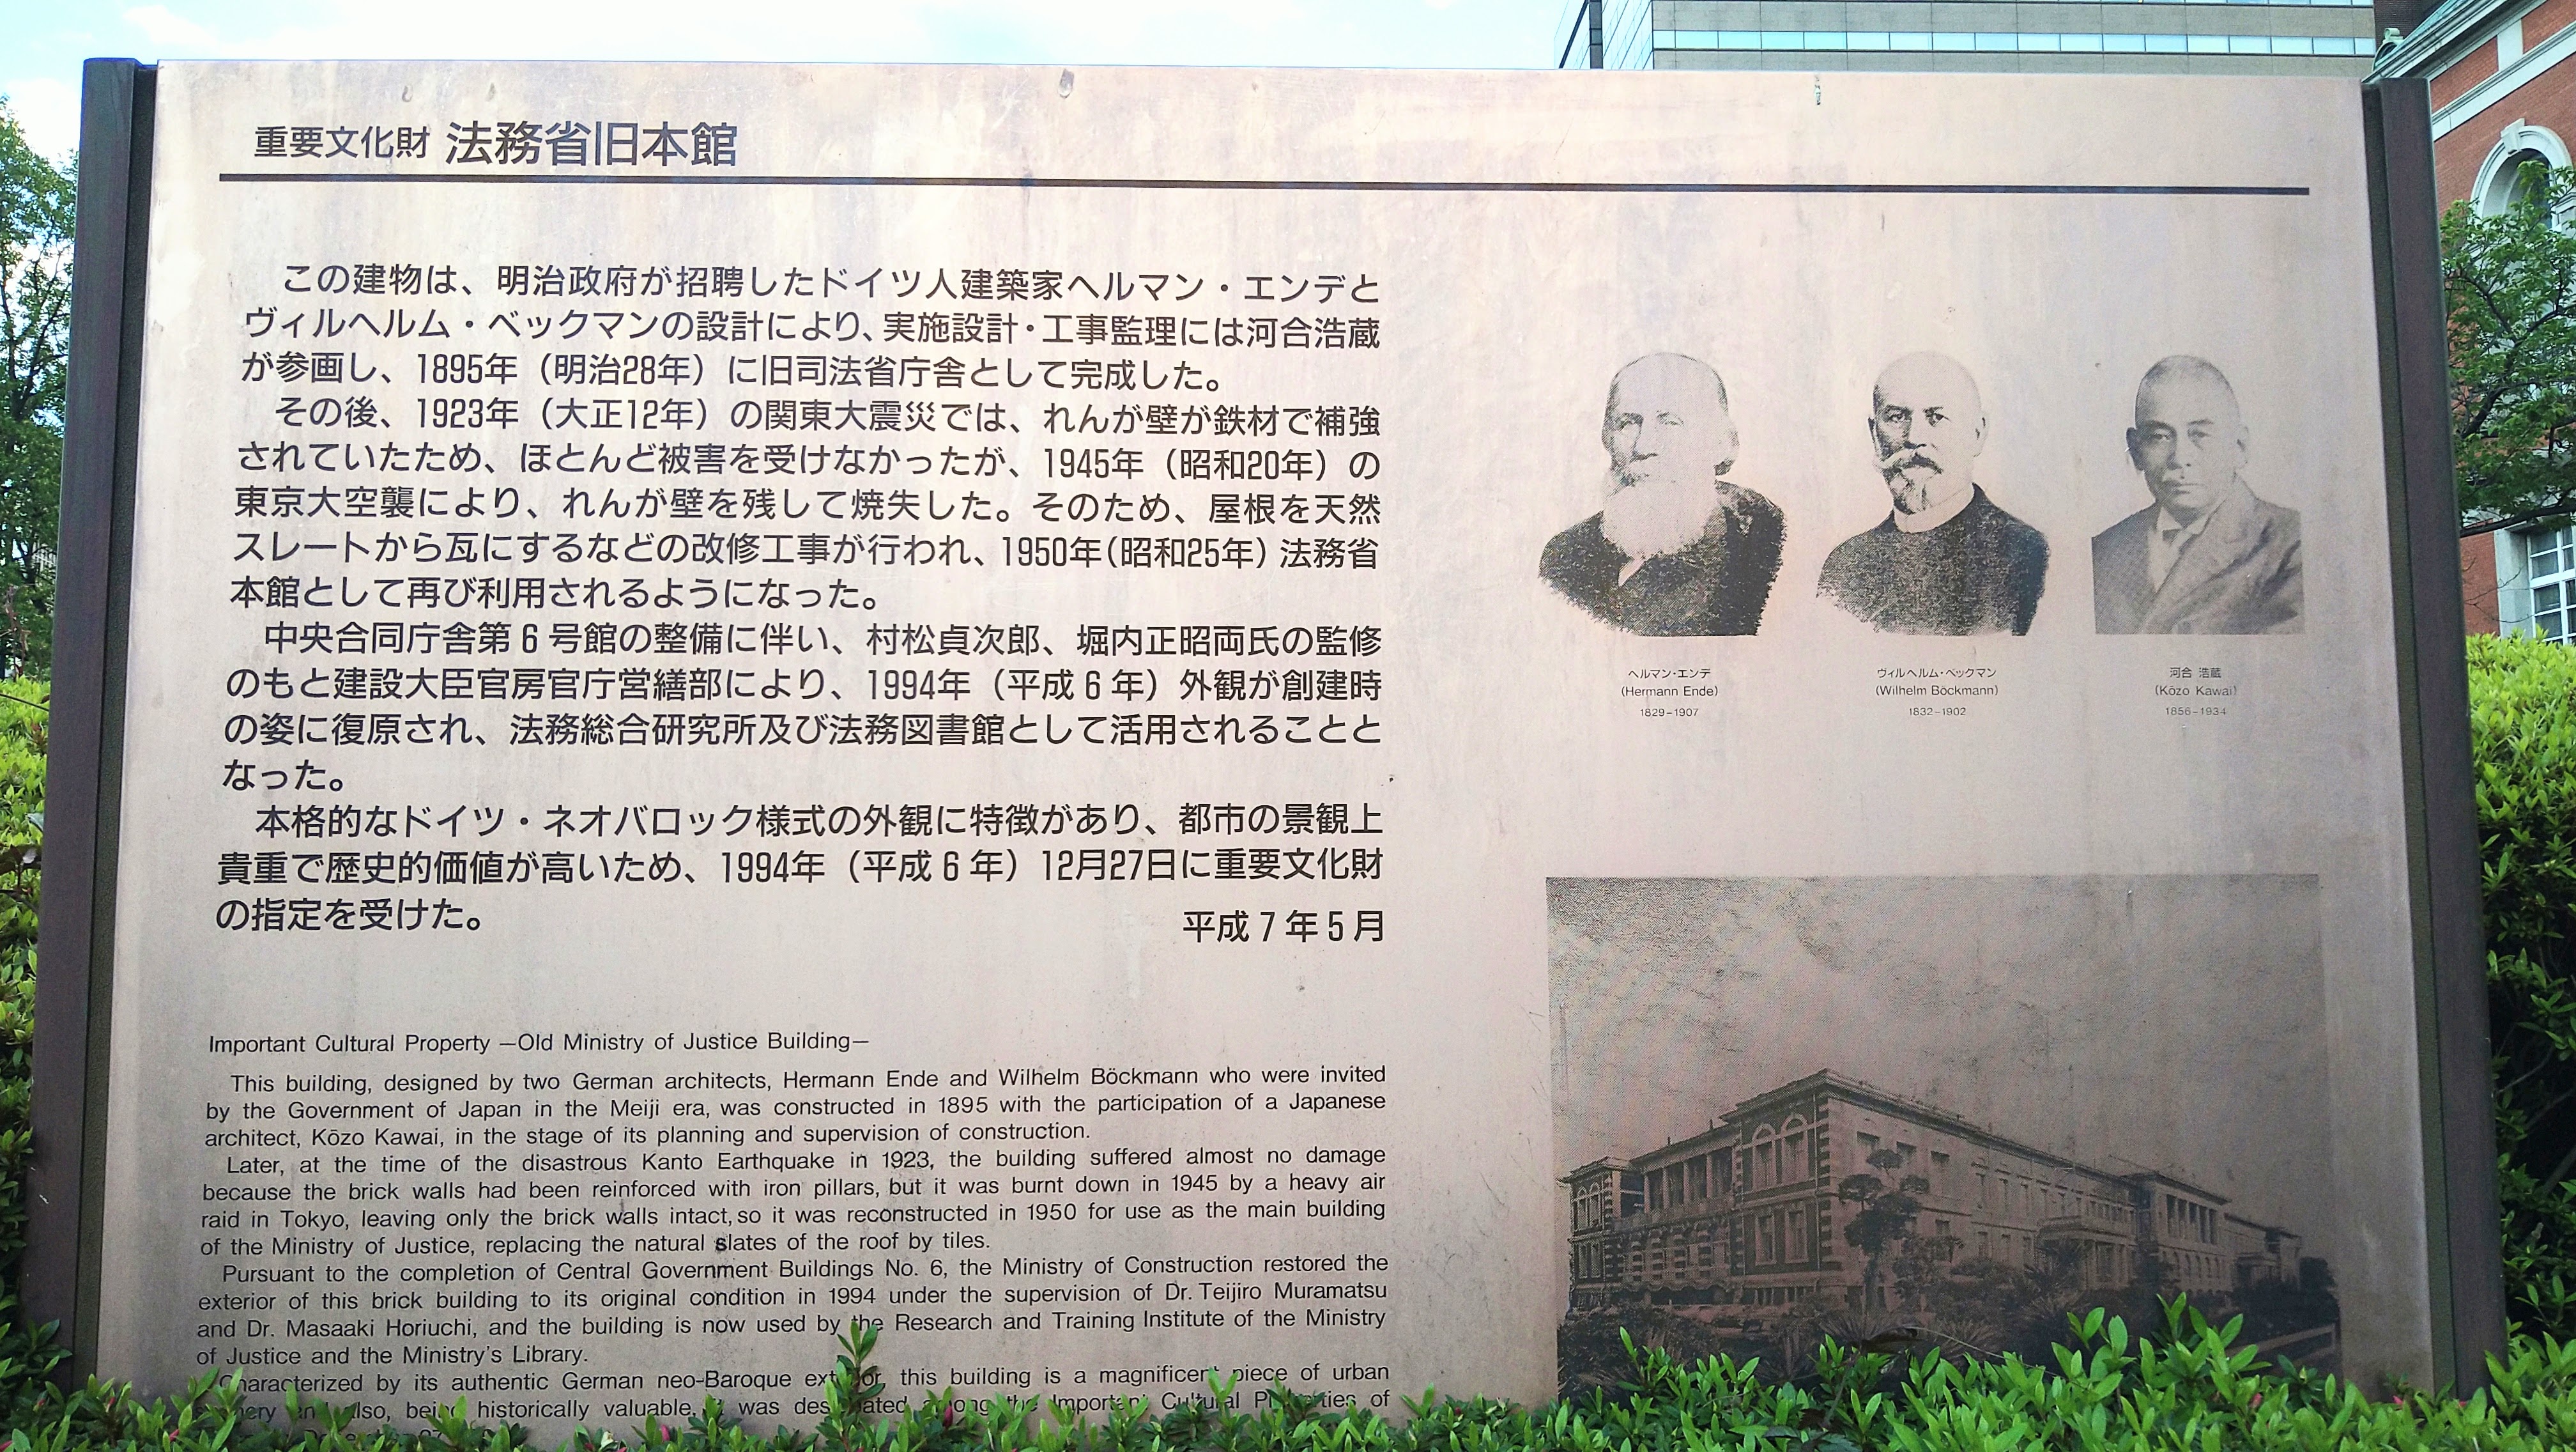 重要文化財 法務省旧本館
この建物は、明治政府が招聘したドイツ人建築家ヘルマン・エンデと
ヴィルヘルム・ベックマンの設計により、実施設計・工事監理には河合浩蔵
が参画し、1895年（明治28年）に旧司法省庁舎として完成した。
その後、1923年（大正12年）の関東大震災では、れんが壁が鉄材で補強
されていたため、ほとんど被害を受けなかったが、1945年（昭和20年）の
東京大空襲により、れんが壁を残して焼失した。そのため、屋根を天然
スレートから瓦にするなどの改修工事が行われ、1950年（昭和25年）法務省
本館として再び利用されるようになった。
中央合同庁舎第6号館の整備に伴い、村松貞次郎、堀内正昭両氏の監修
のもと建設大臣官房官庁営繕部により、1994年（平成6年）外観が創建時
の姿に復原され、法務総合研究所及び法務図書館として活用されることと
なった。
本格的なドイツ・ネオバロック様式の外観に特徴があり、都市の景観上
貴重で歴史的価値が高いため、1994年（平成6年）12月27日に重要文化財
の指定を受けた。
平成7年5月
Important Cultural Property —Old Ministry of Justice Building—
This building, designed by two German architects, Hermann Ende and Wilhelm Böckmann who were invited
by the Government of Japan in the Meiji era, was constructed in 1895 with the participation of a Japanese
architect, Kōzo Kawai, in the stage of its planning and supervision of construction.
Later, at the time of the disastrous Kanto Earthquake in 1923, the building suffered almost no damage
because the brick walls had been reinforced with iron pillars, but it was burnt down in 1945 by a heavy air
raid in Tokyo, leaving only the brick walls intact, so it was reconstructed in 1950 for use as the main building
of the Ministry of Justice, replacing the natural slates of the roof by tiles.
Pursuant to the completion of Central Government Buildings No. 6, the Ministry of Construction restored the
exterior of this brick building to its original condition in 1994 under the supervision of Dr. Teijiro Muramatsu
and Dr. Masaaki Horiuchi, and the building is now used by the Research and Training Institute of the Ministry
of Justice and the Ministry's Library.
Characterized by its authentic German neo-Baroque exterior, this building is a magnificent piece of urban
scenery and also, being historically valuable, it was designated among the Important Cultural Properties of
ヘルマン・エンデ
(Hermann Ende)
1829–1907
ヴィルヘルム・ベックマン
(Wilhelm Böckmann)
1832–1902
河合 浩蔵
(Kōzo Kawai)
1856–1934